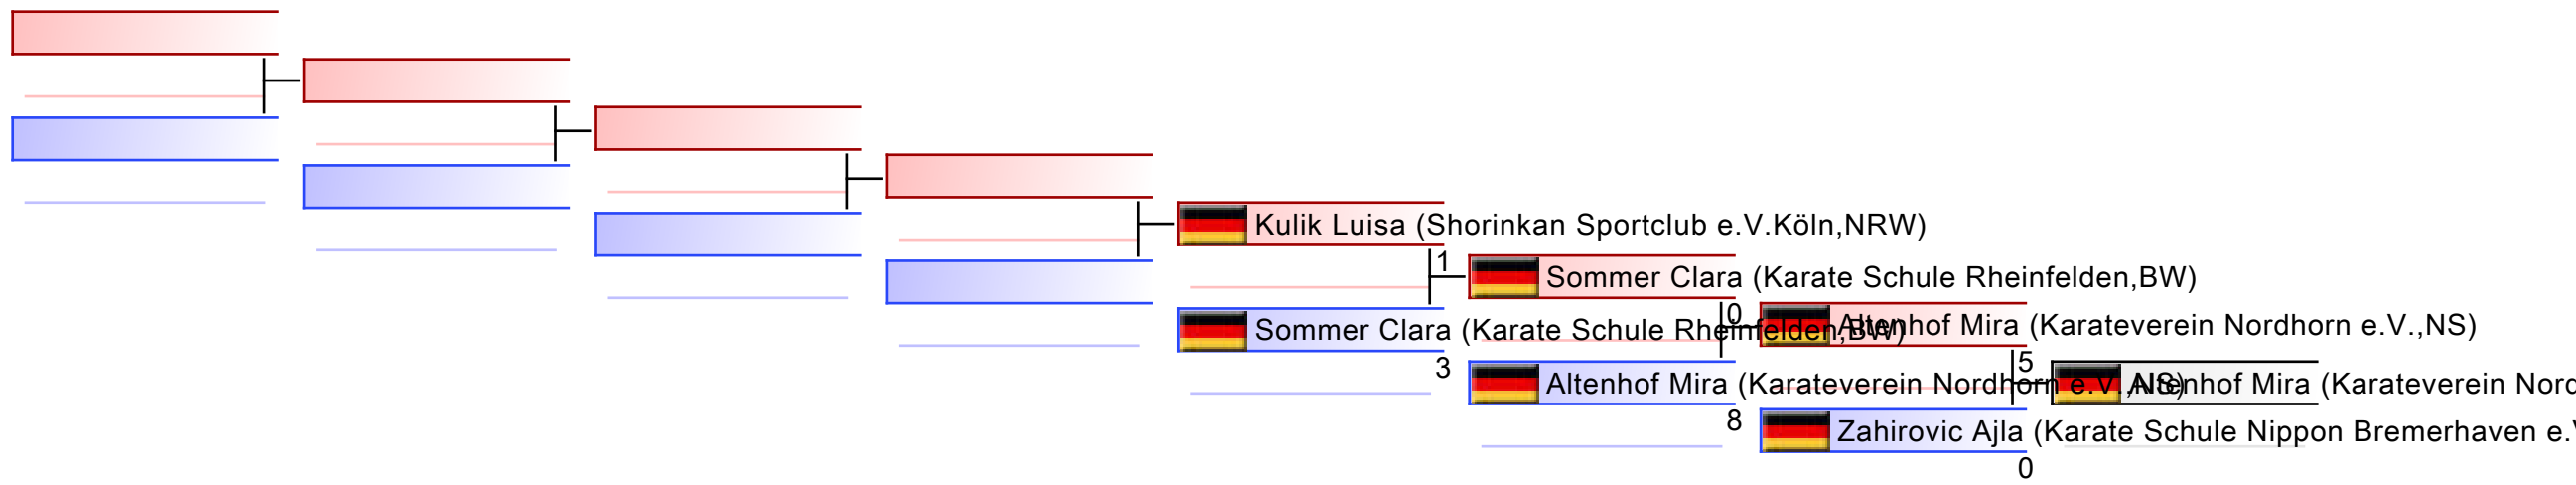 Kulik Luisa (Shorinkan Sportclub e.V.Köln,NRW)
1
Sommer Clara (Karate Schule Rheinfelden,BW)
3
Sommer Clara (Karate Schule Rheinfelden,BW)
0
Altenhof Mira (Karateverein Nordhorn e.V.,NS)
8
Altenhof Mira (Karateverein Nordhorn e.V.,NS)
5
Zahirovic Ajla (Karate Schule Nippon Bremerhaven e.V
0
Altenhof Mira (Karateverein Nord